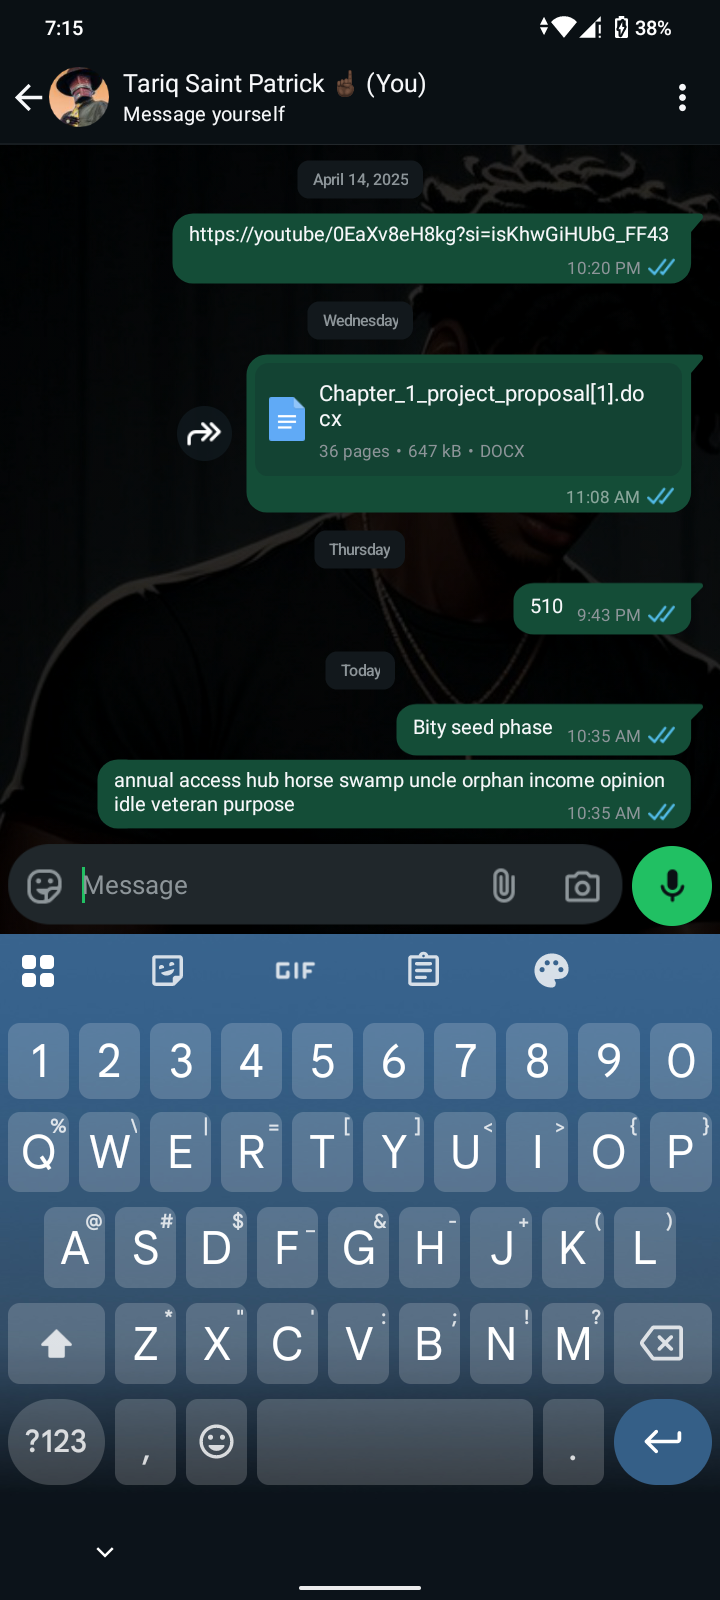 7:15
38%
Tariq Saint Patrick ☝🏿 (You)
Message yourself
April 14, 2025
https://youtube/0EaXv8eH8kg?si=isKhwGiHUbG_FF43
10:20 PM
Wednesday
Chapter_1_project_proposal[1].do
cx
36 pages • 647 kB • DOCX
11:08 AM
Thursday
510 9:43 PM
Today
Bity seed phase 10:35 AM
annual access hub horse swamp uncle orphan income opinion
idle veteran purpose
10:35 AM
Message
GIF
1 2 3 4 5 6 7 8 9 0
% \ | = [ ] < > { }
Q W E R T Y U I O P
@ # $ _ & - + ( )
A S D F G H J K L
* " ' : ; ! ?
Z X C V B N M
?123 , .